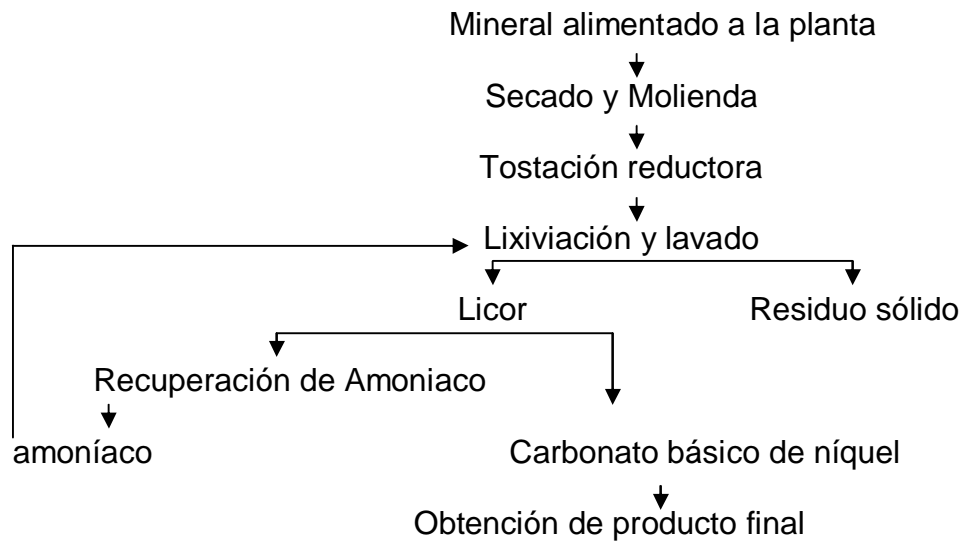 Mineral alimentado a la planta
Secado y Molienda
Tostación reductora
Lixiviación y lavado
Licor
Residuo sólido
Recuperación de Amoniaco
amoníaco
Carbonato básico de níquel
Obtención de producto final